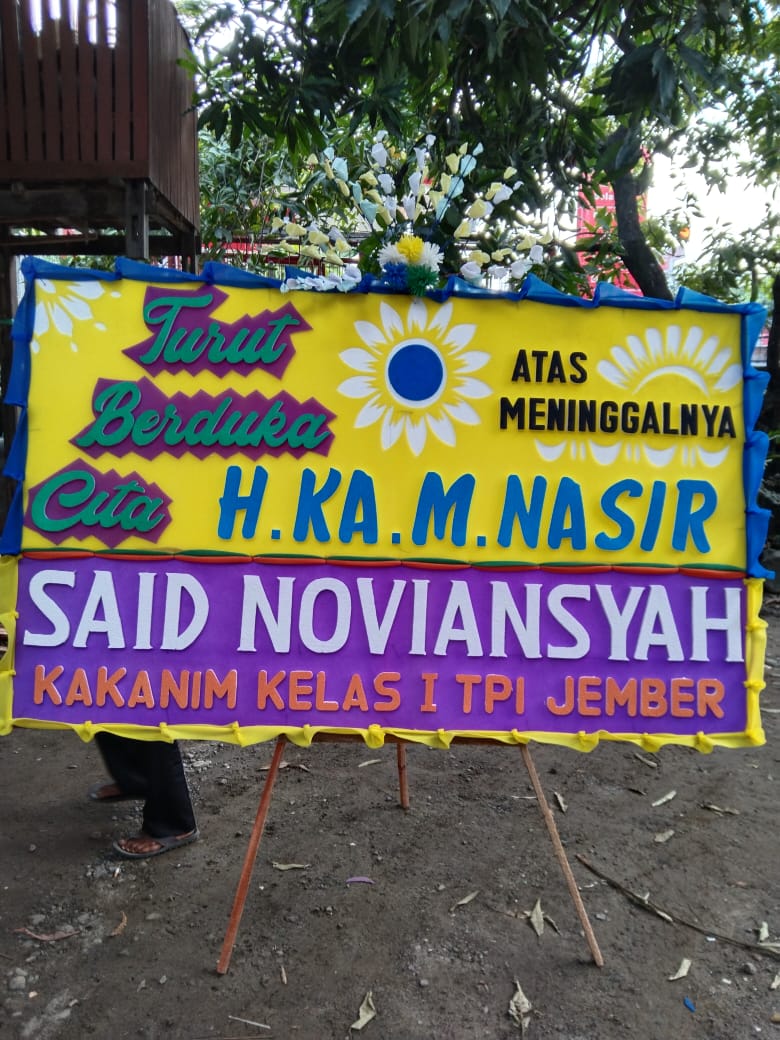 Turut
Berduka
Cita
ATAS
MENINGGALNYA
H.KA.M.NASIR
SAID NOVIANSYAH
KAKANIM KELAS I TPI JEMBER